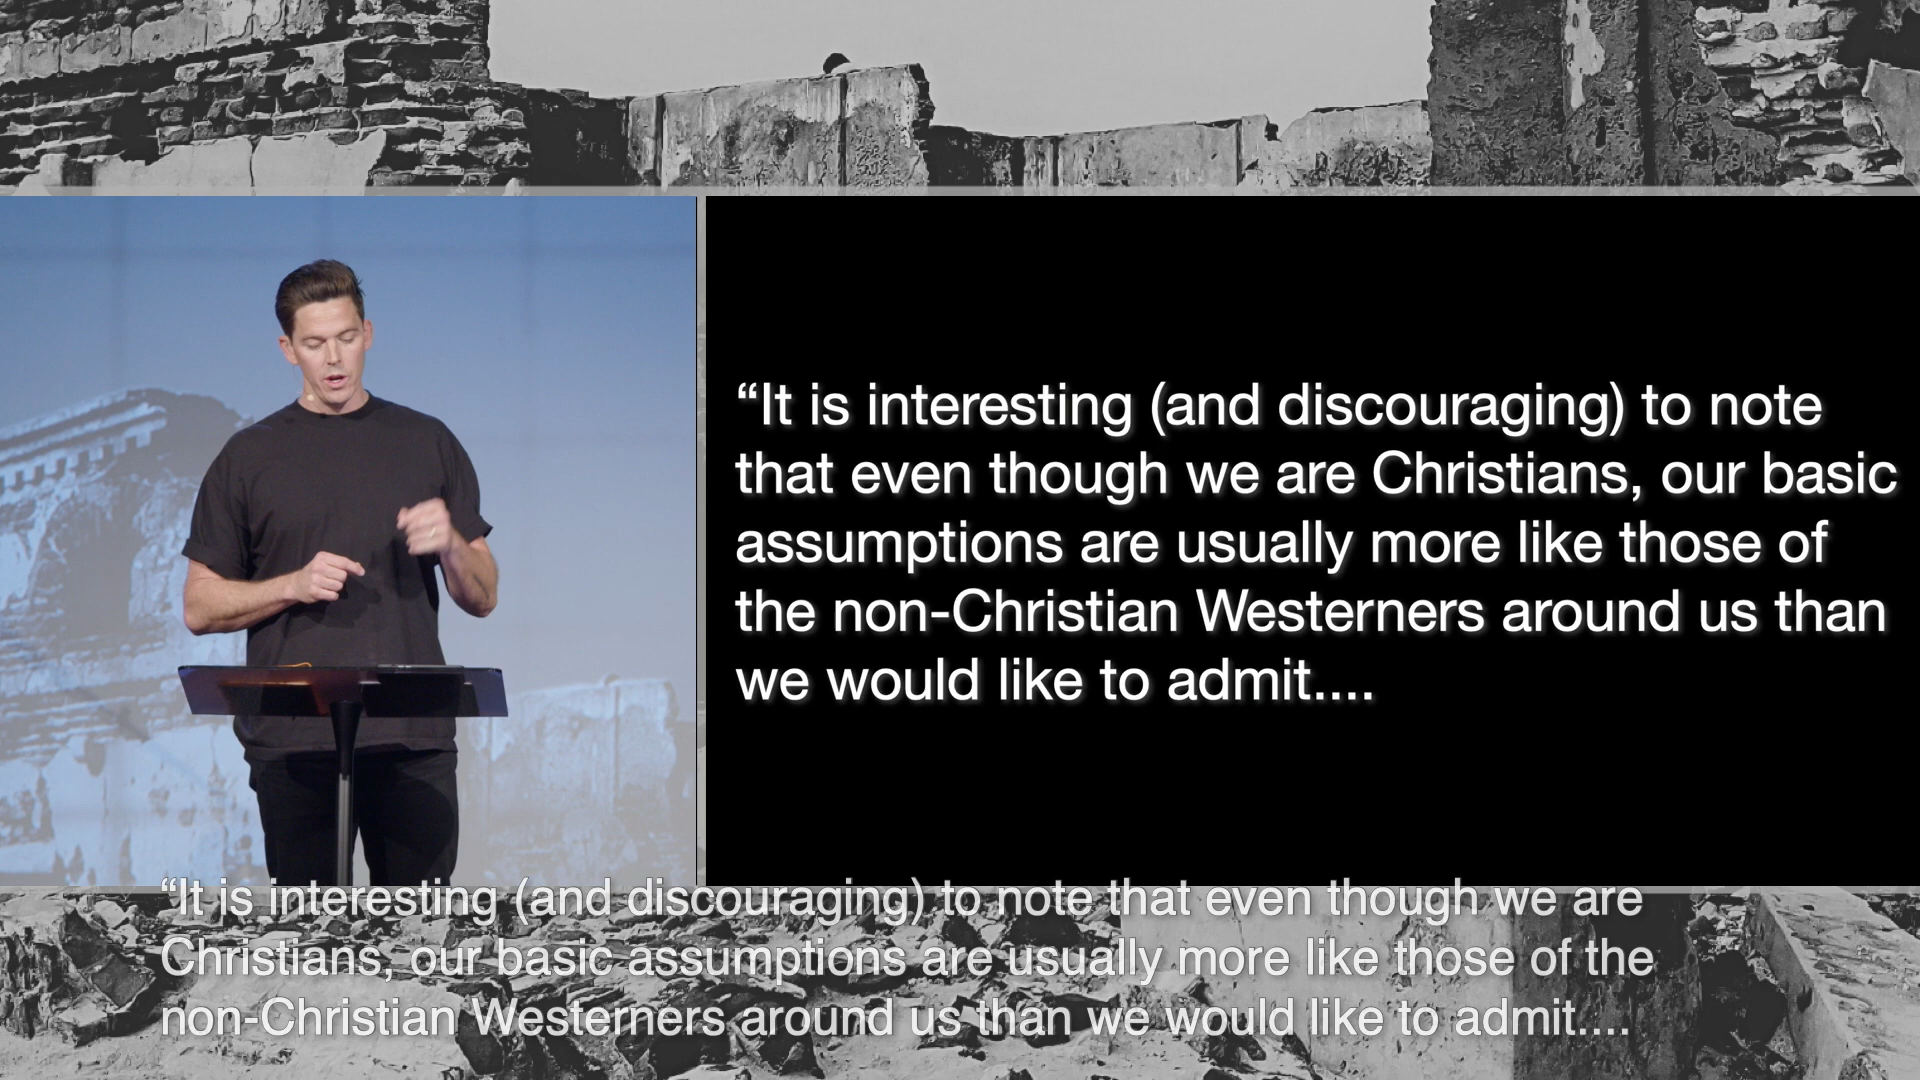 “It is interesting (and discouraging) to note
that even though we are Christians, our basic
assumptions are usually more like those of
the non-Christian Westerners around us than
we would like to admit....
“It is interesting (and discouraging) to note that even though we are
Christians, our basic assumptions are usually more like those of the
non-Christian Westerners around us than we would like to admit....